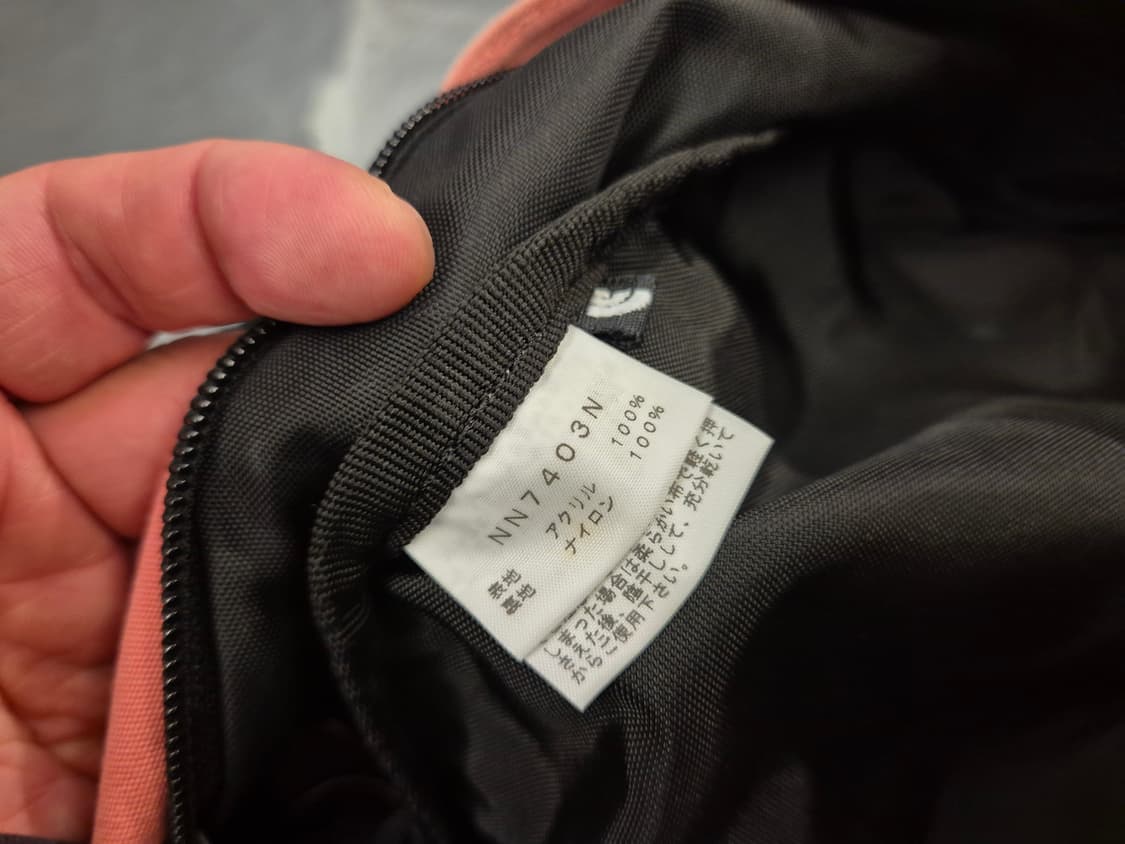 NN7403N
表地 アクリル 100%
裏地 ナイロン 100%
しまった場合は柔らかい布で軽く押
しさえた後、陰干しして、充分乾いて
からご使用下さい。